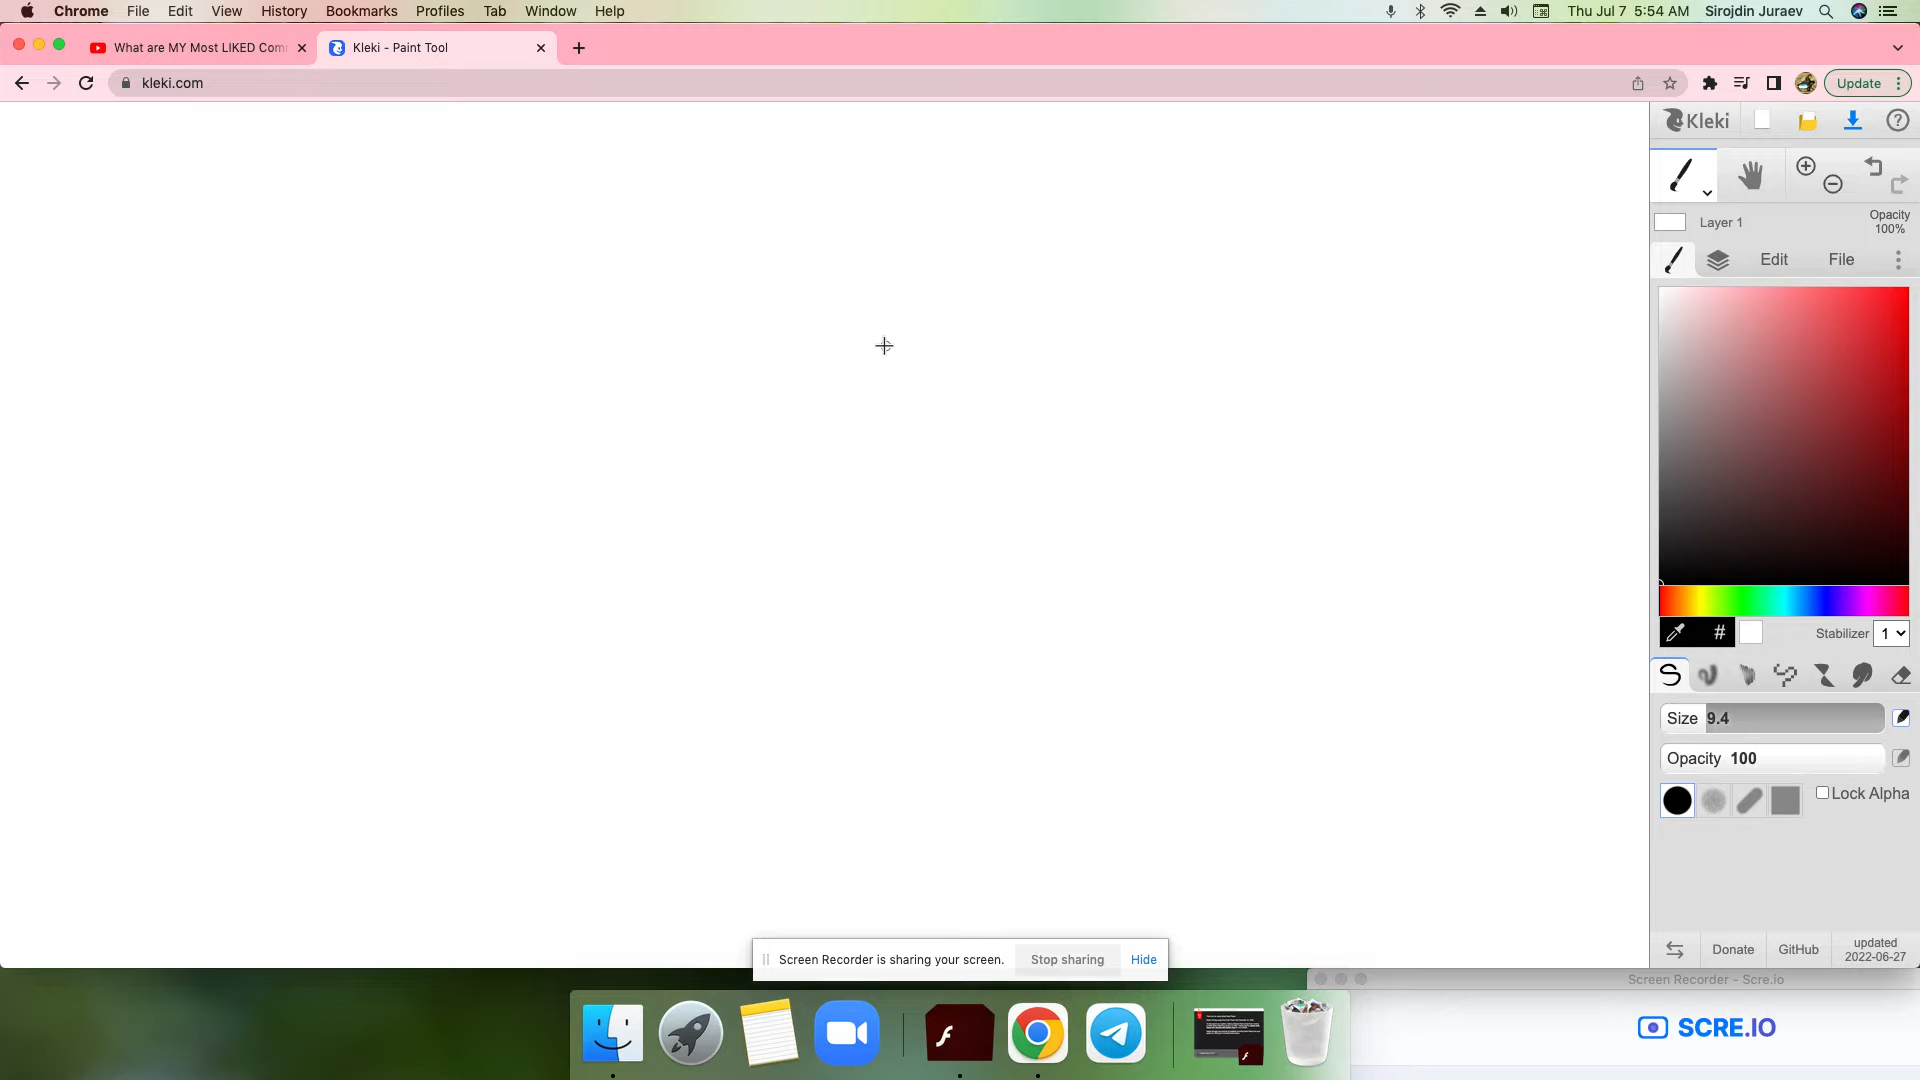 Chrome File Edit View History Bookmarks Profiles Tab Window Help Thu Jul 7 5:54 AM Sirojdin Juraev
What are MY Most LIKED Com Kleki - Paint Tool
kleki.com Update
Kleki
Layer 1 Opacity
100%
Edit File
# Stabilizer 1
Size 9.4
Opacity 100
Lock Alpha
Donate GitHub updated
2022-06-27
Screen Recorder is sharing your screen. Stop sharing Hide
Screen Recorder - Scre.io
SCRE.IO